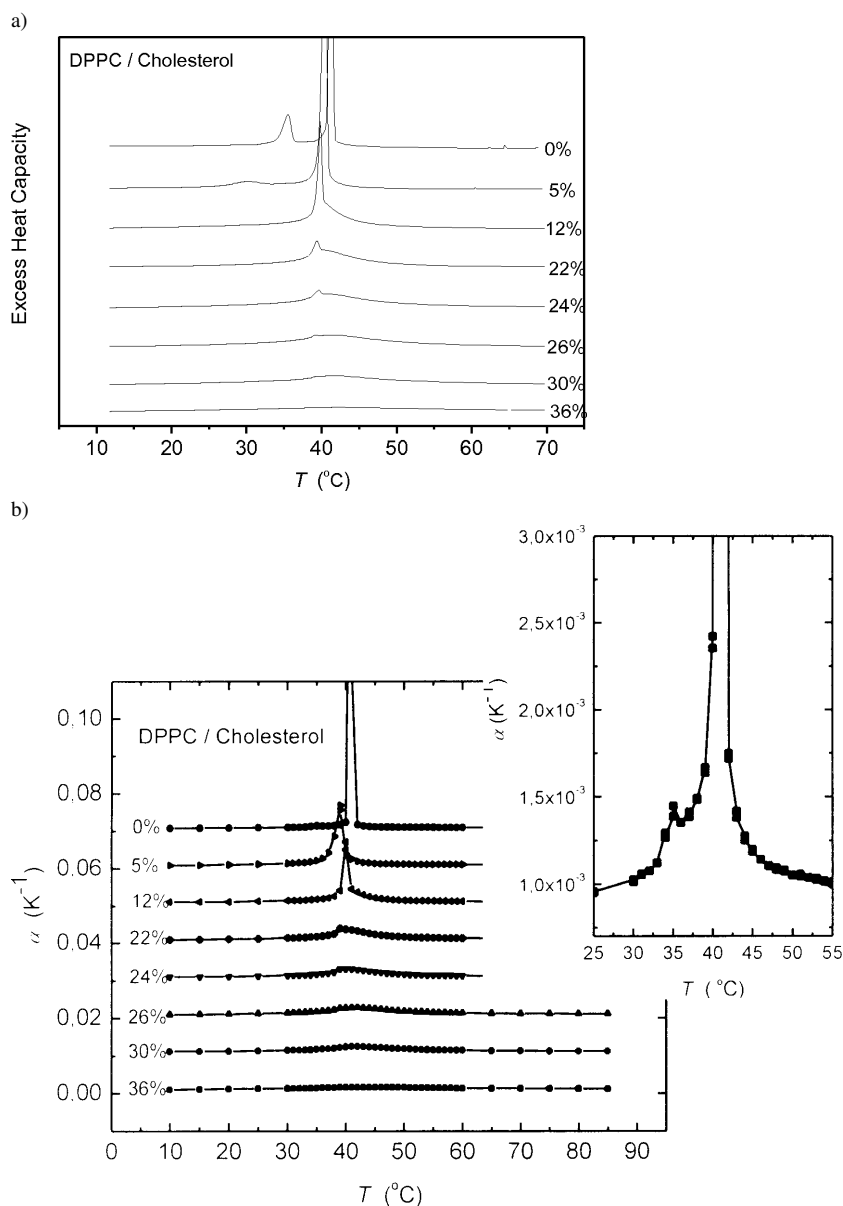 a)
DPPC / Cholesterol
Excess Heat Capacity
0%
5%
12%
22%
24%
26%
30%
36%
10 20 30 40 50 60 70
T (°C)
b)
3,0x10⁻³
2,5x10⁻³
2,0x10⁻³
1,5x10⁻³
1,0x10⁻³
α (K⁻¹)
25 30 35 40 45 50 55
T (°C)
DPPC / Cholesterol
0,10
0,08
0,06
0,04
0,02
0,00
α (K⁻¹)
0%
5%
12%
22%
24%
26%
30%
36%
0 10 20 30 40 50 60 70 80 90
T (°C)